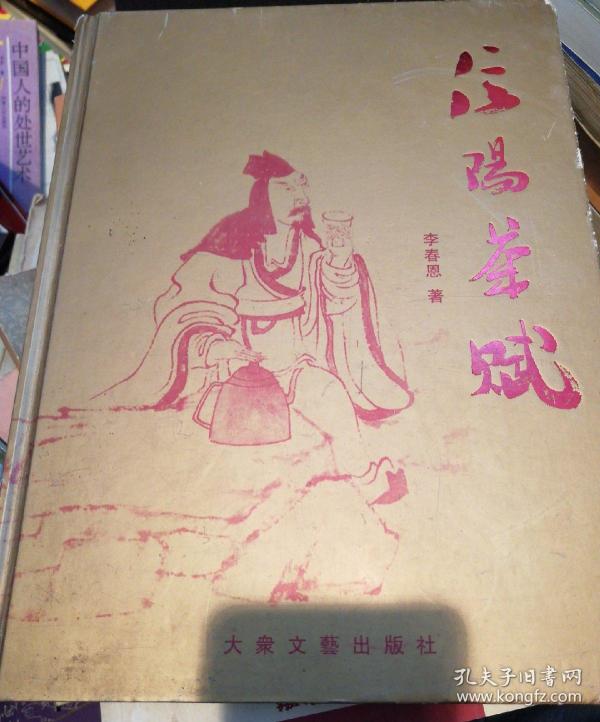 信陽茶賦
李春恩 著
大衆文藝出版社
中国人的处世艺术
孔夫子旧书网
www.kongfz.com